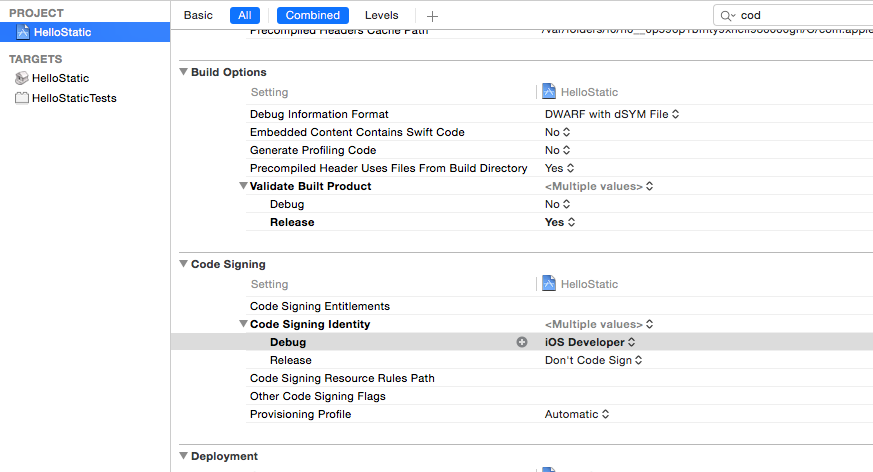 PROJECT
HelloStatic
TARGETS
HelloStatic
HelloStaticTests
Basic All Combined Levels + cod
Precompiled Headers Cache Path
Build Options
Setting HelloStatic
Debug Information Format DWARF with dSYM File
Embedded Content Contains Swift Code No
Generate Profiling Code No
Precompiled Header Uses Files From Build Directory Yes
Validate Built Product <Multiple values>
Debug No
Release Yes
Code Signing
Setting HelloStatic
Code Signing Entitlements
Code Signing Identity <Multiple values>
Debug iOS Developer
Release Don't Code Sign
Code Signing Resource Rules Path
Other Code Signing Flags
Provisioning Profile Automatic
Deployment